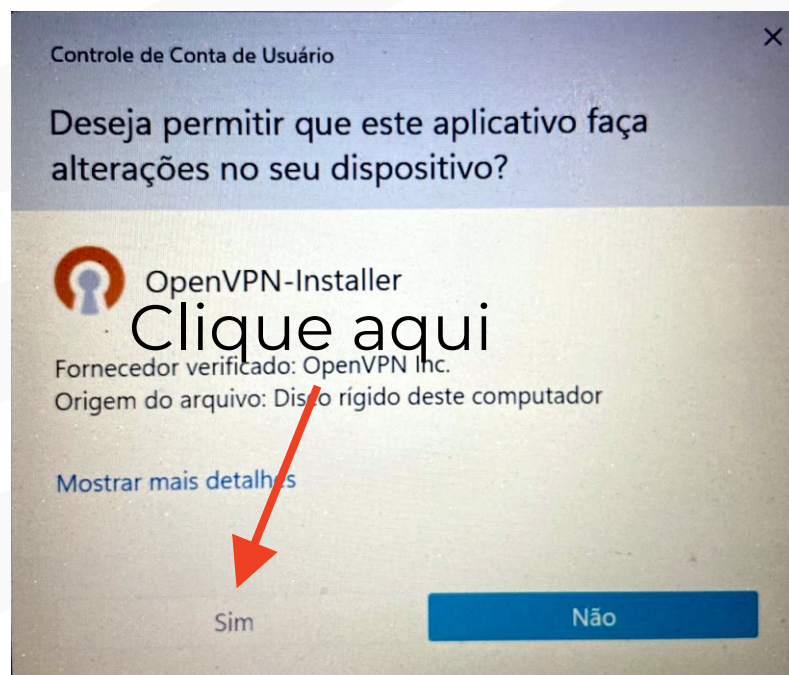 Controle de Conta de Usuário
Deseja permitir que este aplicativo faça
alterações no seu dispositivo?
OpenVPN-Installer
Clique aqui
Fornecedor verificado: OpenVPN Inc.
Origem do arquivo: Disco rígido deste computador
Mostrar mais detalhes
Sim
Não